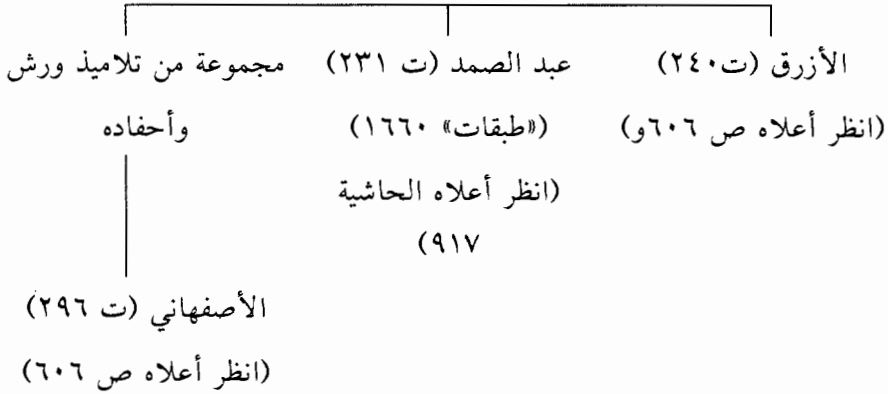 الأزرق (ت٢٤٠)
(انظر أعلاه ص ٦٠٦و)
عبد الصمد (ت ٢٣١)
(«طبقات» ١٦٦٠)
(انظر أعلاه الحاشية
٩١٧)
مجموعة من تلاميذ ورش
وأحفاده
الأصفهاني (ت ٢٩٦)
(انظر أعلاه ص ٦٠٦)